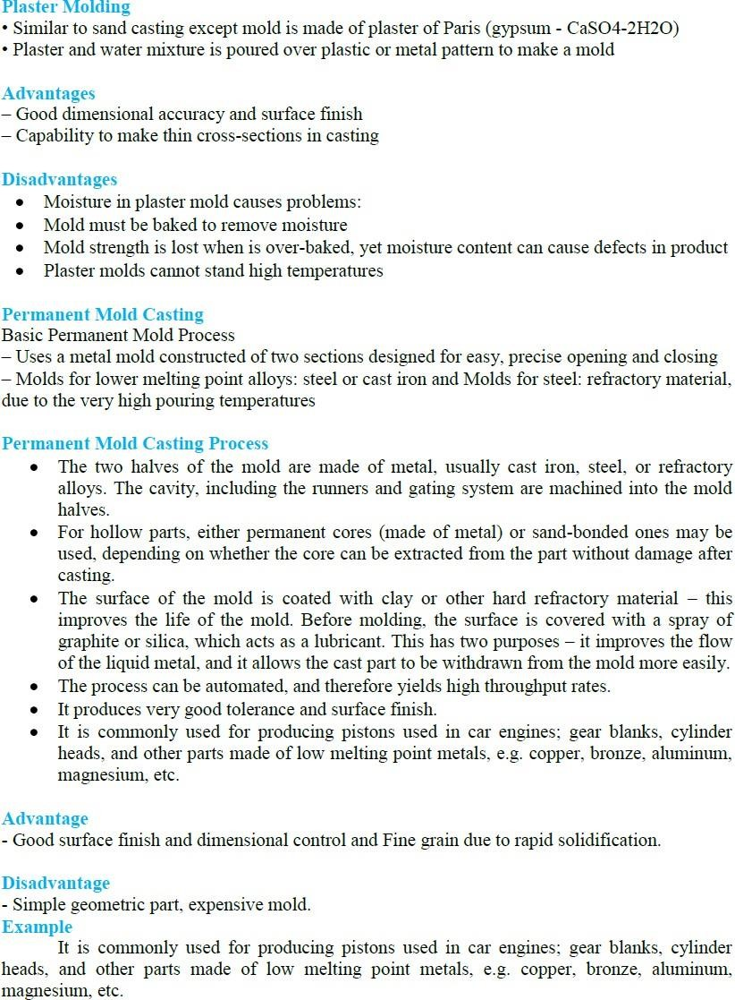 Plaster Molding
• Similar to sand casting except mold is made of plaster of Paris (gypsum - CaSO4-2H2O)
• Plaster and water mixture is poured over plastic or metal pattern to make a mold
Advantages
– Good dimensional accuracy and surface finish
– Capability to make thin cross-sections in casting
Disadvantages
• Moisture in plaster mold causes problems:
• Mold must be baked to remove moisture
• Mold strength is lost when is over-baked, yet moisture content can cause defects in product
• Plaster molds cannot stand high temperatures
Permanent Mold Casting
Basic Permanent Mold Process
– Uses a metal mold constructed of two sections designed for easy, precise opening and closing
– Molds for lower melting point alloys: steel or cast iron and Molds for steel: refractory material,
due to the very high pouring temperatures
Permanent Mold Casting Process
• The two halves of the mold are made of metal, usually cast iron, steel, or refractory
alloys. The cavity, including the runners and gating system are machined into the mold
halves.
• For hollow parts, either permanent cores (made of metal) or sand-bonded ones may be
used, depending on whether the core can be extracted from the part without damage after
casting.
• The surface of the mold is coated with clay or other hard refractory material – this
improves the life of the mold. Before molding, the surface is covered with a spray of
graphite or silica, which acts as a lubricant. This has two purposes – it improves the flow
of the liquid metal, and it allows the cast part to be withdrawn from the mold more easily.
• The process can be automated, and therefore yields high throughput rates.
• It produces very good tolerance and surface finish.
• It is commonly used for producing pistons used in car engines; gear blanks, cylinder
heads, and other parts made of low melting point metals, e.g. copper, bronze, aluminum,
magnesium, etc.
Advantage
- Good surface finish and dimensional control and Fine grain due to rapid solidification.
Disadvantage
- Simple geometric part, expensive mold.
Example
It is commonly used for producing pistons used in car engines; gear blanks, cylinder
heads, and other parts made of low melting point metals, e.g. copper, bronze, aluminum,
magnesium, etc.